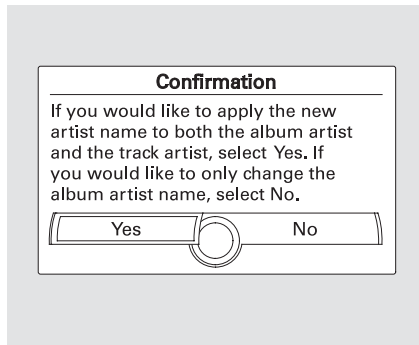 Confirmation
If you would like to apply the new
artist name to both the album artist
and the track artist, select Yes. If
you would like to only change the
album artist name, select No.
Yes
No